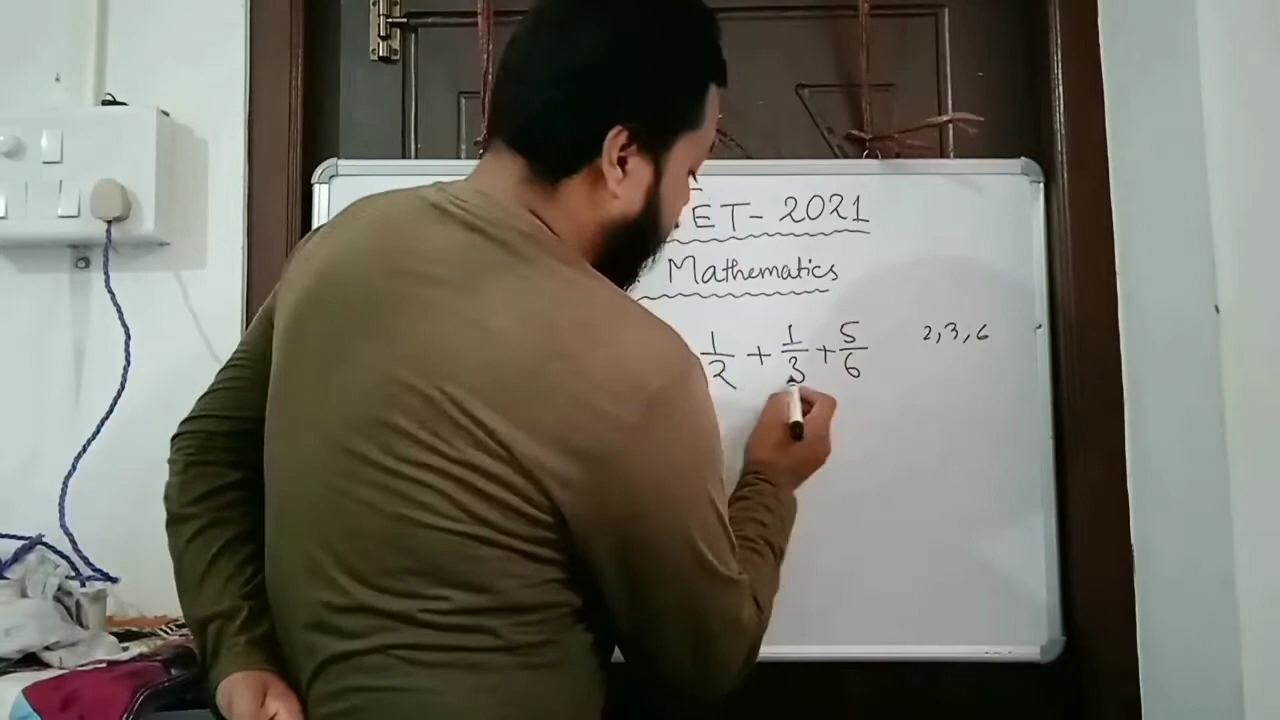 ET - 2021
Mathematics
1/2 + 1/3 + 5/6 2, 3, 6